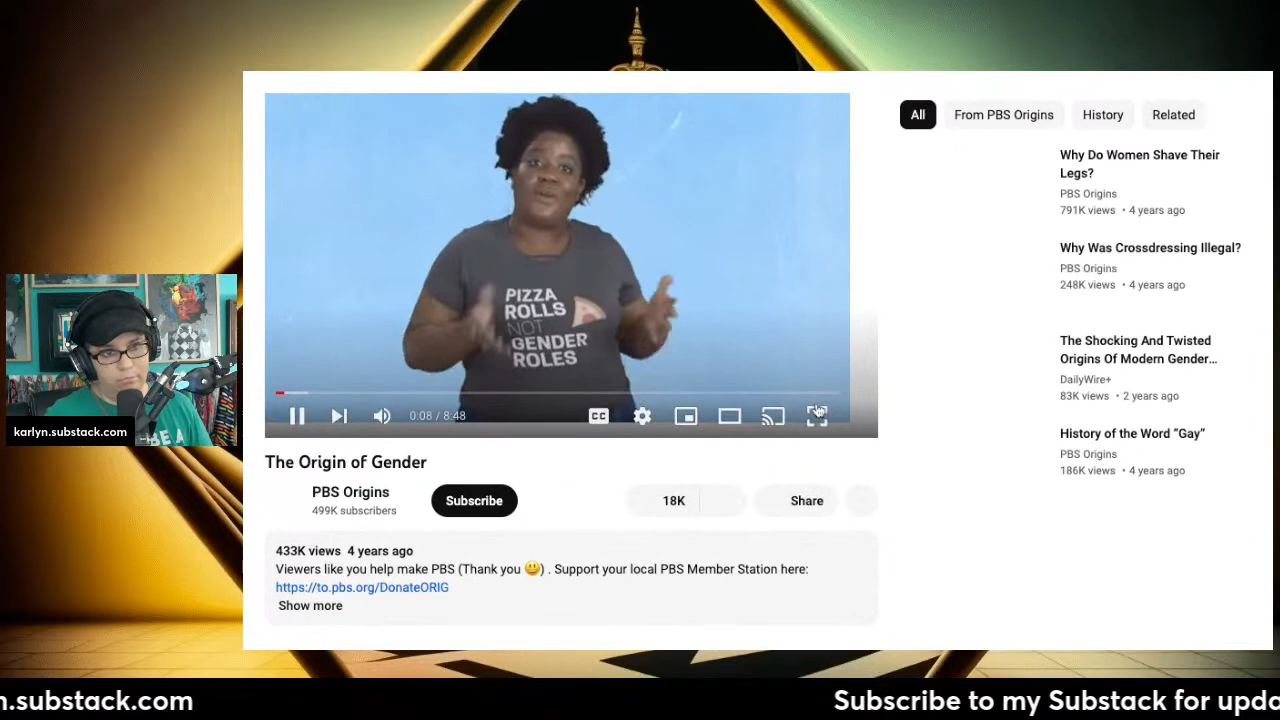 PIZZA
ROLLS
NOT
GENDER
ROLES
CC
0:08 / 8:48
The Origin of Gender
PBS Origins
499K subscribers
Subscribe
18K
Share
433K views 4 years ago
Viewers like you help make PBS (Thank you 😃) . Support your local PBS Member Station here:
https://to.pbs.org/DonateORIG
Show more
All
From PBS Origins
History
Related
Why Do Women Shave Their
Legs?
PBS Origins
791K views • 4 years ago
Why Was Crossdressing Illegal?
PBS Origins
248K views • 4 years ago
The Shocking And Twisted
Origins Of Modern Gender...
DailyWire+
83K views • 2 years ago
History of the Word “Gay”
PBS Origins
186K views • 4 years ago
BE A
karlyn.substack.com
n.substack.com
Subscribe to my Substack for upda